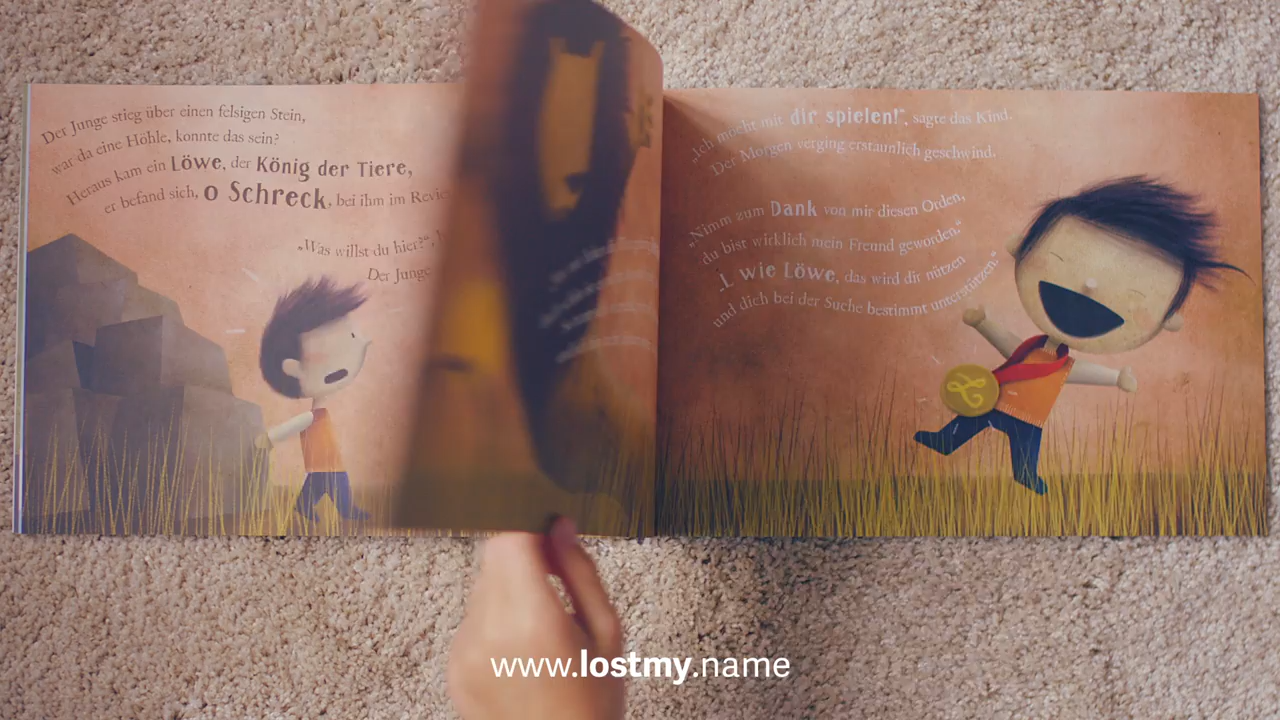 Der Junge stieg über einen felsigen Stein,
war da eine Höhle, konnte das sein?
Heraus kam ein Löwe, der König der Tiere,
er befand sich, o Schreck, bei ihm im Revie
„Was willst du hier?“,
Der Junge
„Ich möcht mit dir spielen!“, sagte das Kind.
Der Morgen verging erstaunlich geschwind.
„Nimm zum Dank von mir diesen Orden,
du bist wirklich mein Freund geworden.“
„L wie Löwe, das wird dir nützen
und dich bei der Suche bestimmt unterstützen.“
L
www.lostmy.name